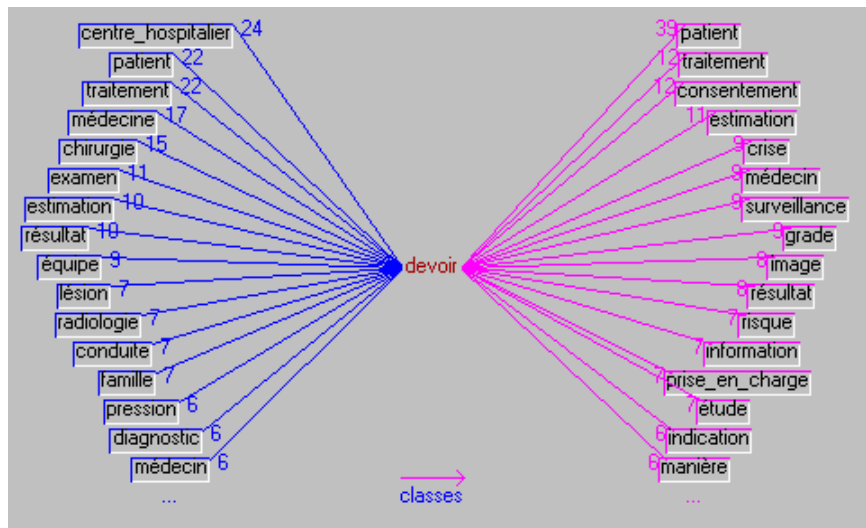 centre_hospitalier 24 39 patient
patient 22 12 traitement
traitement 22 12 consentement
médecine 17 11 estimation
chirurgie 15 9 crise
examen 11 9 médecin
estimation 10 9 surveillance
résultat 10 9 grade
équipe 9 devoir 8 image
lésion 7 8 résultat
radiologie 7 7 risque
conduite 7 7 information
famille 7 7 prise_en_charge
pression 6 7 étude
diagnostic 6 6 indication
médecin 6 6 manière
... classes ...